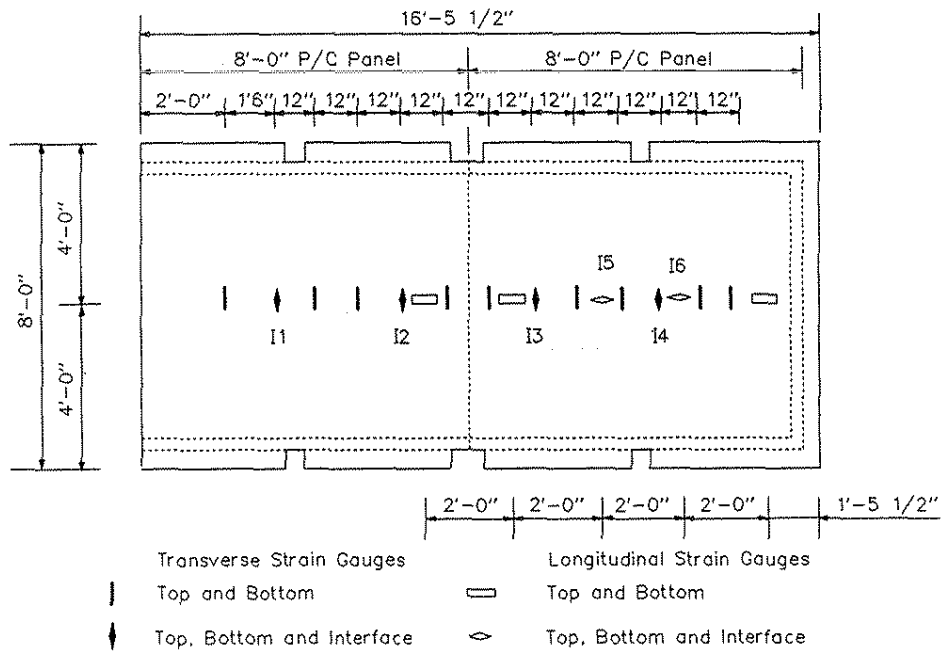 16'-5 1/2"
8'-0" P/C Panel 8'-0" P/C Panel
2'-0" 1'6" 12" 12" 12" 12" 12" 12" 12" 12" 12" 12" 12"
4'-0"
8'-0"
4'-0"
I5 I6
I1 I2 I3 I4
2'-0" 2'-0" 2'-0" 2'-0" 1'-5 1/2"
Transverse Strain Gauges Longitudinal Strain Gauges
Top and Bottom Top and Bottom
Top, Bottom and Interface Top, Bottom and Interface